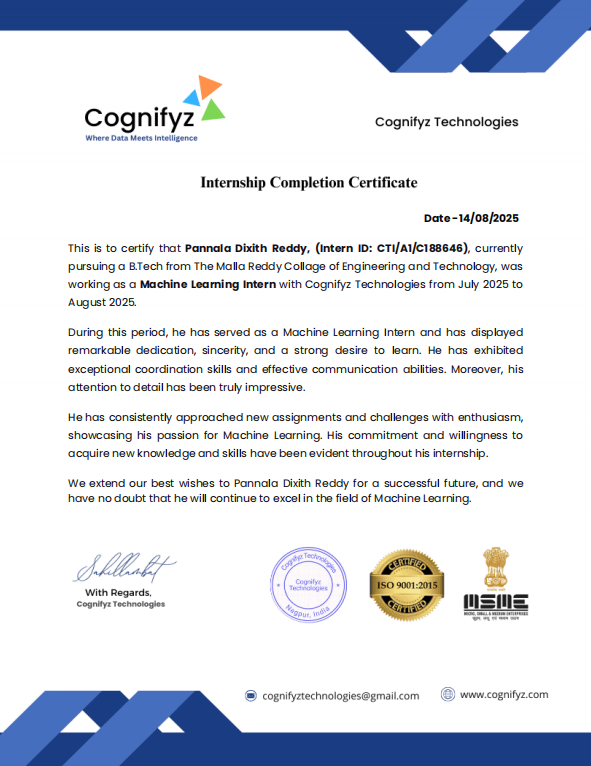 Cognifyz
Where Data Meets Intelligence
Cognifyz Technologies
Internship Completion Certificate
Date-14/08/2025
This is to certify that Pannala Dixith Reddy, (Intern ID: CTI/A1/C188646), currently
pursuing a B.Tech from The Malla Reddy Collage of Engineering and Technology, was
working as a Machine Learning Intern with Cognifyz Technologies from July 2025 to
August 2025.
During this period, he has served as a Machine Learning Intern and has displayed
remarkable dedication, sincerity, and a strong desire to learn. He has exhibited
exceptional coordination skills and effective communication abilities. Moreover, his
attention to detail has been truly impressive.
He has consistently approached new assignments and challenges with enthusiasm,
showcasing his passion for Machine Learning. His commitment and willingness to
acquire new knowledge and skills have been evident throughout his internship.
We extend our best wishes to Pannala Dixith Reddy for a successful future, and we
have no doubt that he will continue to excel in the field of Machine Learning.
With Regards,
Cognifyz Technologies
Cognifyz Technologies
Cognifyz
Technologies
Nagpur, India
CERTIFIED
ISO 9001:2015
CERTIFIED
MSME
MICRO, SMALL & MEDIUM ENTERPRISES
सूक्ष्म, लघु एवं मध्यम उद्यम
cognifyztechnologies@gmail.com
www.cognifyz.com